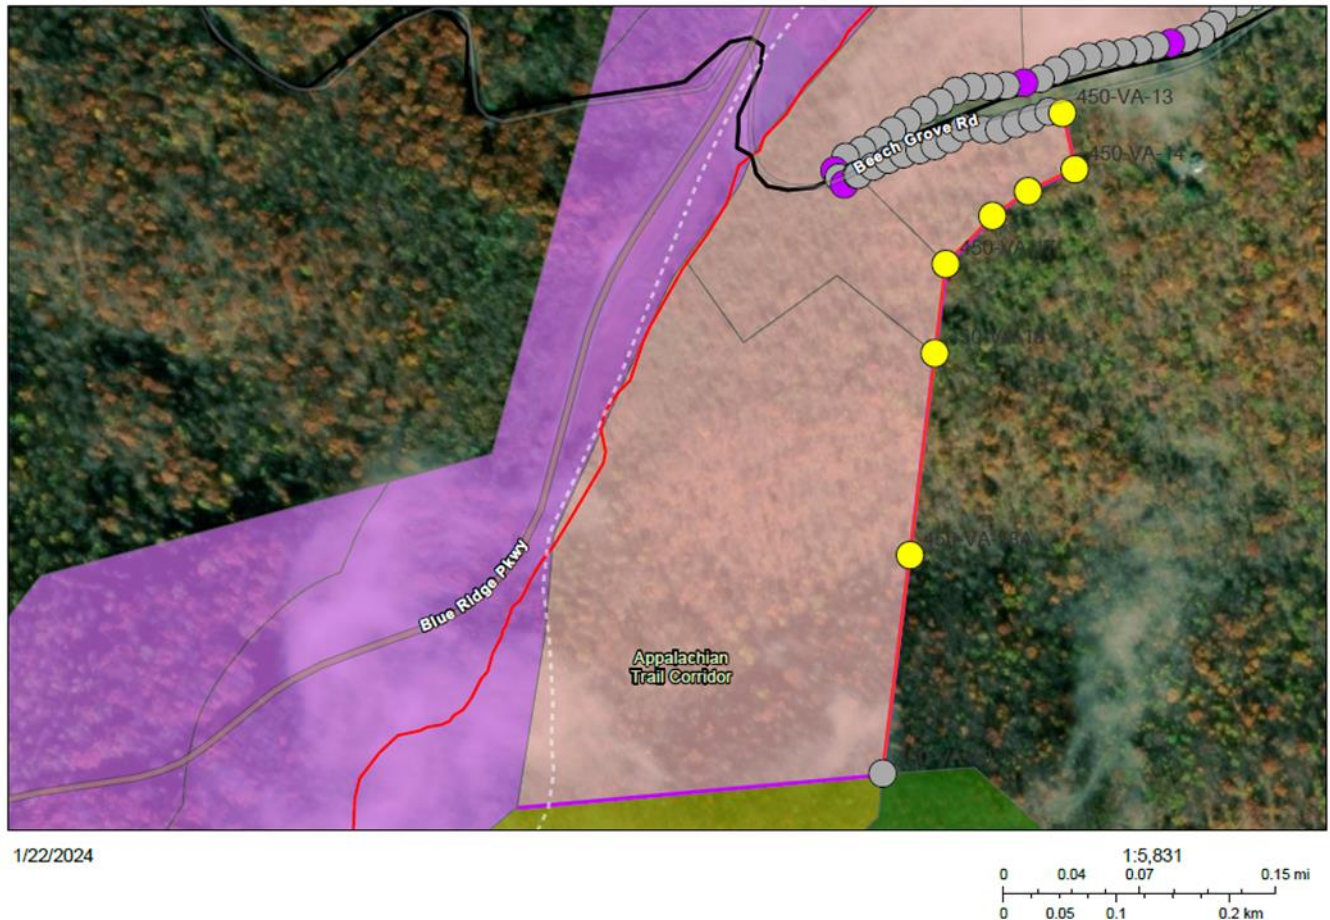 450-VA-13
Beech Grove Rd
450-VA-14
Blue Ridge Pkwy
Appalachian
Trail Corridor
1/22/2024
1:5,831
0 0.04 0.07 0.15 mi
0 0.05 0.1 0.2 km